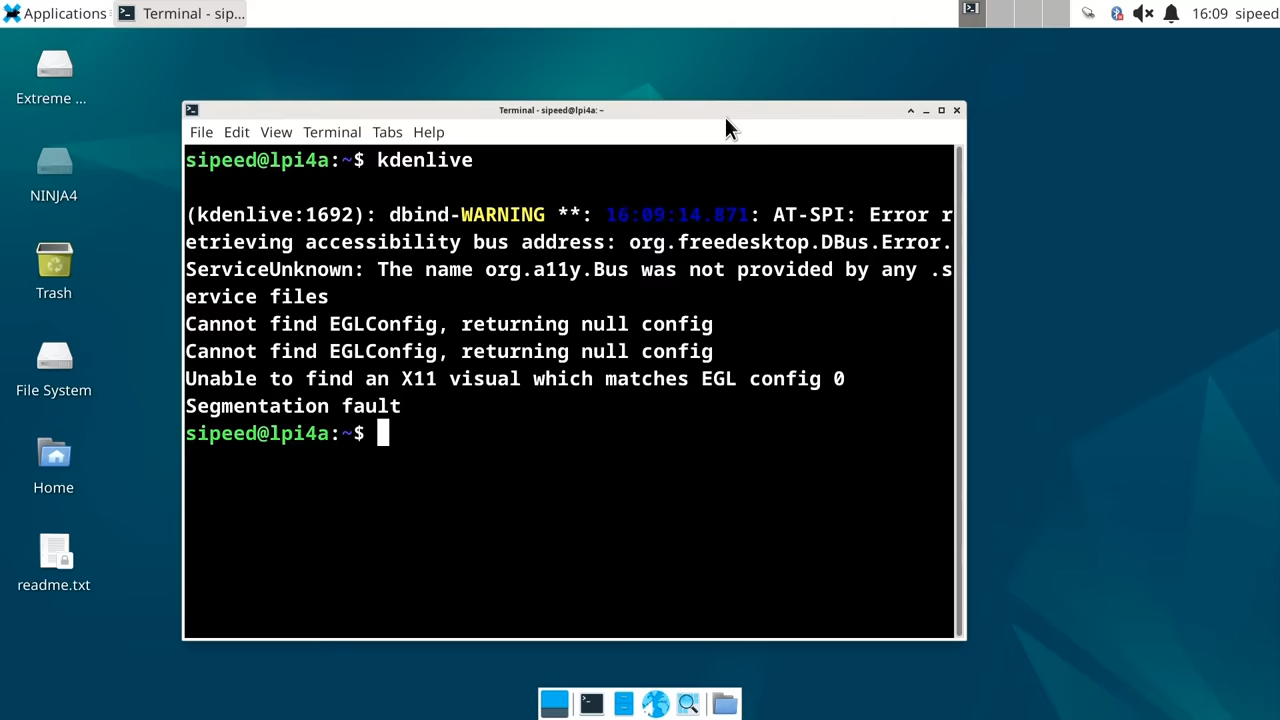 Applications
Terminal - sip...
16:09 sipeed
Extreme ...
NINJA4
Trash
File System
Home
readme.txt
Terminal - sipeed@lpi4a: ~
File Edit View Terminal Tabs Help
sipeed@lpi4a:~$ kdenlive
(kdenlive:1692): dbind-WARNING **: 16:09:14.871: AT-SPI: Error r
etrieving accessibility bus address: org.freedesktop.DBus.Error.
ServiceUnknown: The name org.a11y.Bus was not provided by any .s
ervice files
Cannot find EGLConfig, returning null config
Cannot find EGLConfig, returning null config
Unable to find an X11 visual which matches EGL config 0
Segmentation fault
sipeed@lpi4a:~$